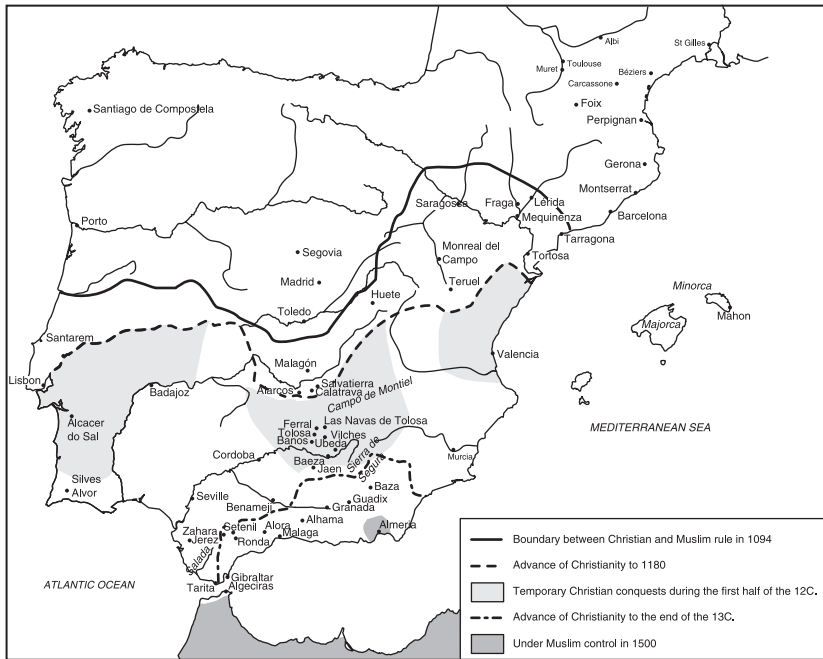 Albi
St Gilles
Toulouse
Muret
Béziers
Carcassone
Foix
Santiago de Compostela
Perpignan
Gerona
Montserrat
Saragossa
Fraga
Lérida
Mequinenza
Barcelona
Porto
Tarragona
Segovia
Monreal del
Campo
Tortosa
Madrid
Teruel
Minorca
Huete
Mahon
Toledo
Majorca
Santarem
Valencia
Malagón
Lisbon
Badajoz
Alarcos
Salvatierra
Calatrava
Campo de Montiel
Alcacer
do Sal
Ferral
Las Navas de Tolosa
MEDITERRANEAN SEA
Tolosa
Vilches
Banos
Ubeda
Murcia
Cordoba
Baeza
Jaen
Sierra de
Segura
Silves
Baza
Alvor
Seville
Guadix
Benameji
Granada
Zahara
Setenil
Alora
Alhama
Almeria
Jerez
Ronda
Malaga
Salada
ATLANTIC OCEAN
Gibraltar
Tarita
Algeciras
Boundary between Christian and Muslim rule in 1094
Advance of Christianity to 1180
Temporary Christian conquests during the first half of the 12C.
Advance of Christianity to the end of the 13C.
Under Muslim control in 1500